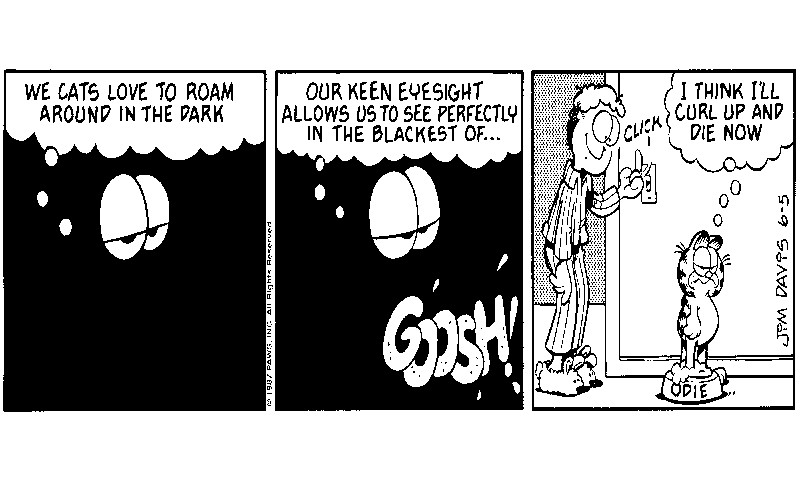 WE CATS LOVE TO ROAM
AROUND IN THE DARK
© 1987 PAWS, INC. All Rights Reserved
OUR KEEN EYESIGHT
ALLOWS US TO SEE PERFECTLY
IN THE BLACKEST OF...
GOOSH!
CLICK
I THINK I'LL
CURL UP AND
DIE NOW
ODIE
JIM DAVIS 6-5